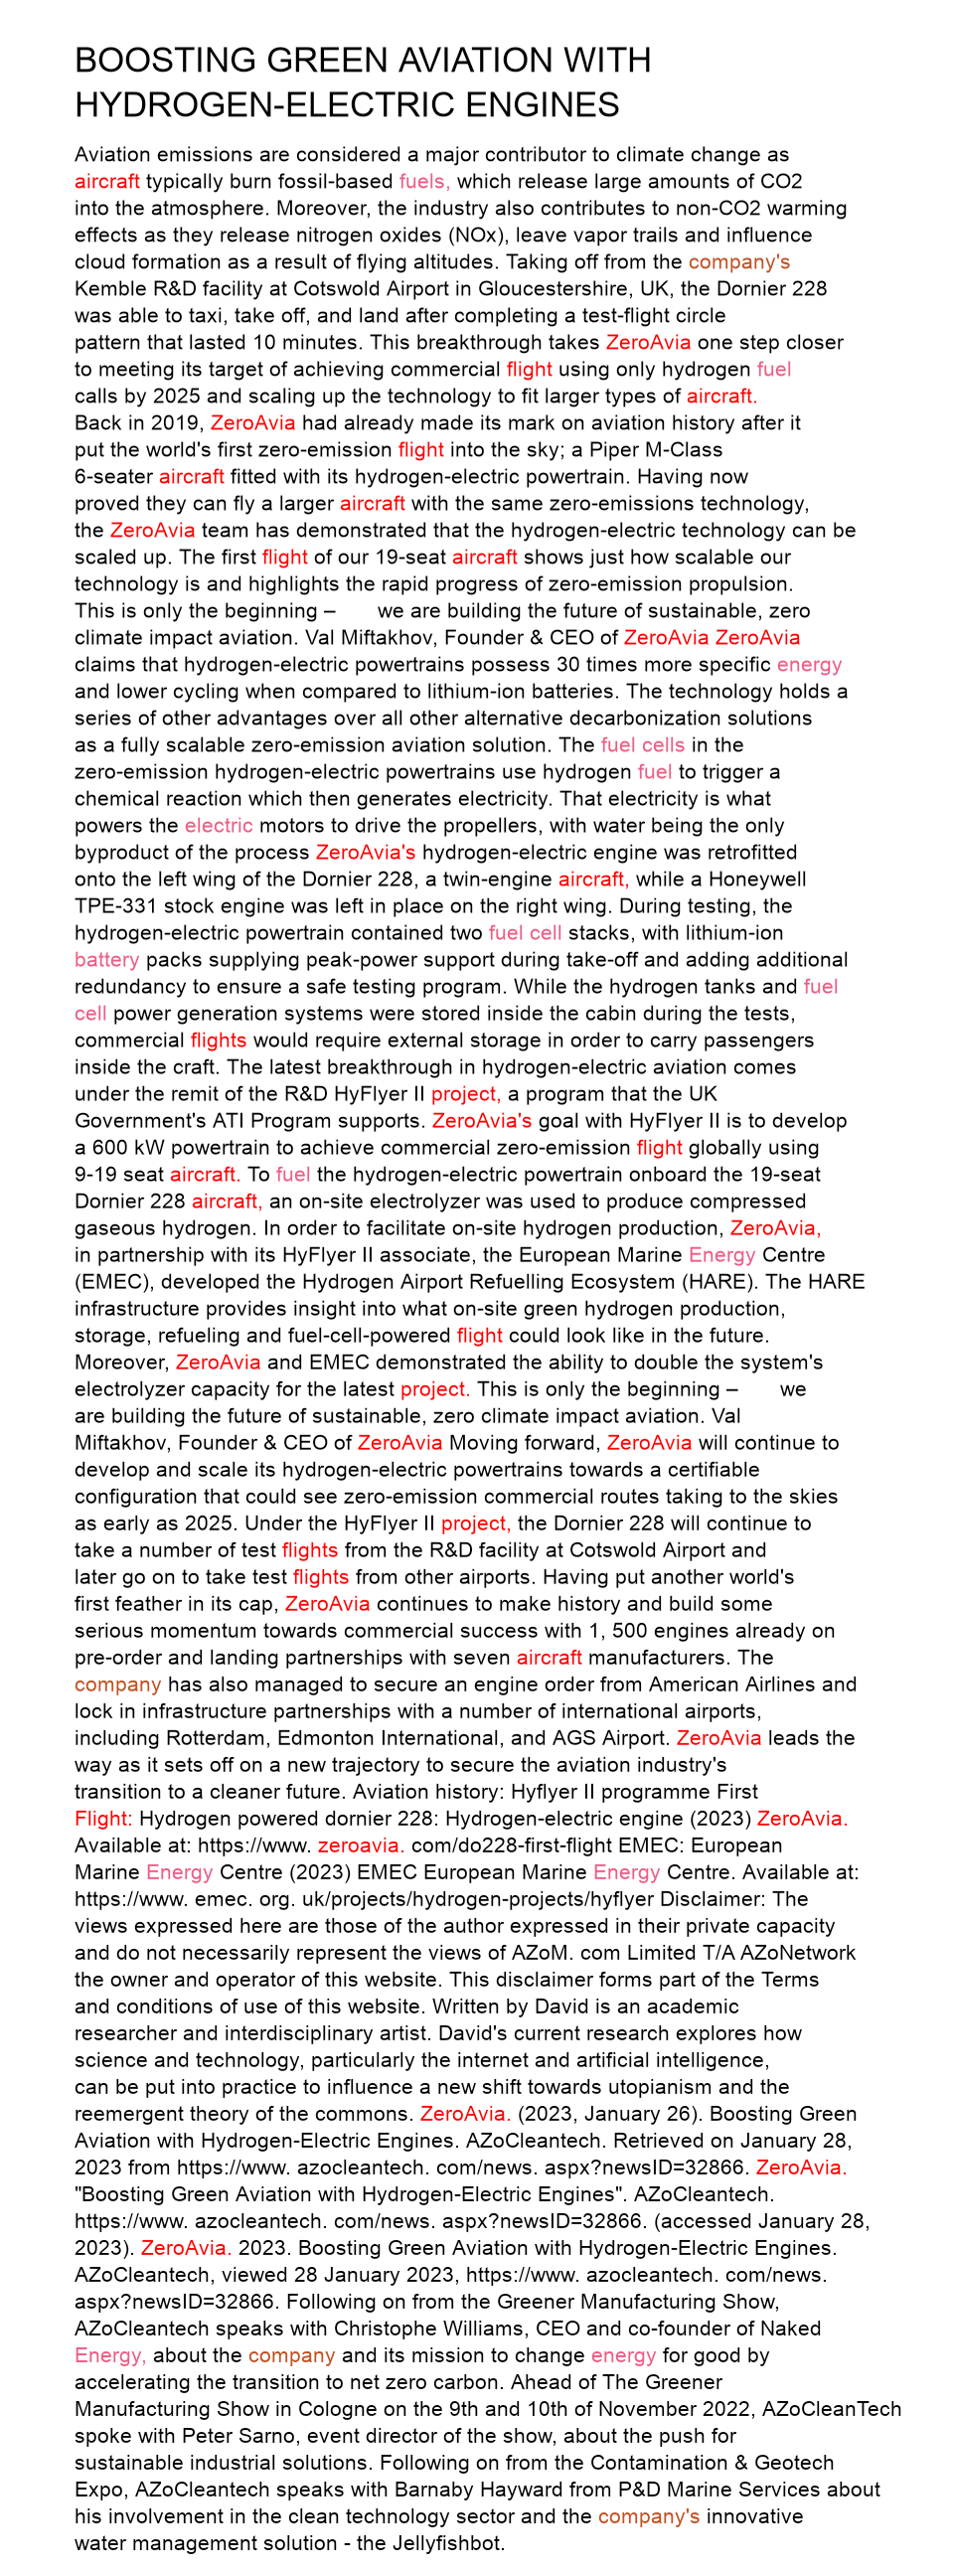 BOOSTING GREEN AVIATION WITH
HYDROGEN-ELECTRIC ENGINES
Aviation emissions are considered a major contributor to climate change as
aircraft typically burn fossil-based fuels, which release large amounts of CO2
into the atmosphere. Moreover, the industry also contributes to non-CO2 warming
effects as they release nitrogen oxides (NOx), leave vapor trails and influence
cloud formation as a result of flying altitudes. Taking off from the company's
Kemble R&D facility at Cotswold Airport in Gloucestershire, UK, the Dornier 228
was able to taxi, take off, and land after completing a test-flight circle
pattern that lasted 10 minutes. This breakthrough takes ZeroAvia one step closer
to meeting its target of achieving commercial flight using only hydrogen fuel
calls by 2025 and scaling up the technology to fit larger types of aircraft.
Back in 2019, ZeroAvia had already made its mark on aviation history after it
put the world's first zero-emission flight into the sky; a Piper M-Class
6-seater aircraft fitted with its hydrogen-electric powertrain. Having now
proved they can fly a larger aircraft with the same zero-emissions technology,
the ZeroAvia team has demonstrated that the hydrogen-electric technology can be
scaled up. The first flight of our 19-seat aircraft shows just how scalable our
technology is and highlights the rapid progress of zero-emission propulsion.
This is only the beginning – we are building the future of sustainable, zero
climate impact aviation. Val Miftakhov, Founder & CEO of ZeroAvia ZeroAvia
claims that hydrogen-electric powertrains possess 30 times more specific energy
and lower cycling when compared to lithium-ion batteries. The technology holds a
series of other advantages over all other alternative decarbonization solutions
as a fully scalable zero-emission aviation solution. The fuel cells in the
zero-emission hydrogen-electric powertrains use hydrogen fuel to trigger a
chemical reaction which then generates electricity. That electricity is what
powers the electric motors to drive the propellers, with water being the only
byproduct of the process ZeroAvia's hydrogen-electric engine was retrofitted
onto the left wing of the Dornier 228, a twin-engine aircraft, while a Honeywell
TPE-331 stock engine was left in place on the right wing. During testing, the
hydrogen-electric powertrain contained two fuel cell stacks, with lithium-ion
battery packs supplying peak-power support during take-off and adding additional
redundancy to ensure a safe testing program. While the hydrogen tanks and fuel
cell power generation systems were stored inside the cabin during the tests,
commercial flights would require external storage in order to carry passengers
inside the craft. The latest breakthrough in hydrogen-electric aviation comes
under the remit of the R&D HyFlyer II project, a program that the UK
Government's ATI Program supports. ZeroAvia's goal with HyFlyer II is to develop
a 600 kW powertrain to achieve commercial zero-emission flight globally using
9-19 seat aircraft. To fuel the hydrogen-electric powertrain onboard the 19-seat
Dornier 228 aircraft, an on-site electrolyzer was used to produce compressed
gaseous hydrogen. In order to facilitate on-site hydrogen production, ZeroAvia,
in partnership with its HyFlyer II associate, the European Marine Energy Centre
(EMEC), developed the Hydrogen Airport Refuelling Ecosystem (HARE). The HARE
infrastructure provides insight into what on-site green hydrogen production,
storage, refueling and fuel-cell-powered flight could look like in the future.
Moreover, ZeroAvia and EMEC demonstrated the ability to double the system's
electrolyzer capacity for the latest project. This is only the beginning – we
are building the future of sustainable, zero climate impact aviation. Val
Miftakhov, Founder & CEO of ZeroAvia Moving forward, ZeroAvia will continue to
develop and scale its hydrogen-electric powertrains towards a certifiable
configuration that could see zero-emission commercial routes taking to the skies
as early as 2025. Under the HyFlyer II project, the Dornier 228 will continue to
take a number of test flights from the R&D facility at Cotswold Airport and
later go on to take test flights from other airports. Having put another world's
first feather in its cap, ZeroAvia continues to make history and build some
serious momentum towards commercial success with 1, 500 engines already on
pre-order and landing partnerships with seven aircraft manufacturers. The
company has also managed to secure an engine order from American Airlines and
lock in infrastructure partnerships with a number of international airports,
including Rotterdam, Edmonton International, and AGS Airport. ZeroAvia leads the
way as it sets off on a new trajectory to secure the aviation industry's
transition to a cleaner future. Aviation history: Hyflyer II programme First
Flight: Hydrogen powered dornier 228: Hydrogen-electric engine (2023) ZeroAvia.
Available at: https://www. zeroavia. com/do228-first-flight EMEC: European
Marine Energy Centre (2023) EMEC European Marine Energy Centre. Available at:
https://www. emec. org. uk/projects/hydrogen-projects/hyflyer Disclaimer: The
views expressed here are those of the author expressed in their private capacity
and do not necessarily represent the views of AZoM. com Limited T/A AZoNetwork
the owner and operator of this website. This disclaimer forms part of the Terms
and conditions of use of this website. Written by David is an academic
researcher and interdisciplinary artist. David's current research explores how
science and technology, particularly the internet and artificial intelligence,
can be put into practice to influence a new shift towards utopianism and the
reemergent theory of the commons. ZeroAvia. (2023, January 26). Boosting Green
Aviation with Hydrogen-Electric Engines. AZoCleantech. Retrieved on January 28,
2023 from https://www. azocleantech. com/news. aspx?newsID=32866. ZeroAvia.
"Boosting Green Aviation with Hydrogen-Electric Engines". AZoCleantech.
https://www. azocleantech. com/news. aspx?newsID=32866. (accessed January 28,
2023). ZeroAvia. 2023. Boosting Green Aviation with Hydrogen-Electric Engines.
AZoCleantech, viewed 28 January 2023, https://www. azocleantech. com/news.
aspx?newsID=32866. Following on from the Greener Manufacturing Show,
AZoCleantech speaks with Christophe Williams, CEO and co-founder of Naked
Energy, about the company and its mission to change energy for good by
accelerating the transition to net zero carbon. Ahead of The Greener
Manufacturing Show in Cologne on the 9th and 10th of November 2022, AZoCleanTech
spoke with Peter Sarno, event director of the show, about the push for
sustainable industrial solutions. Following on from the Contamination & Geotech
Expo, AZoCleantech speaks with Barnaby Hayward from P&D Marine Services about
his involvement in the clean technology sector and the company's innovative
water management solution - the Jellyfishbot.